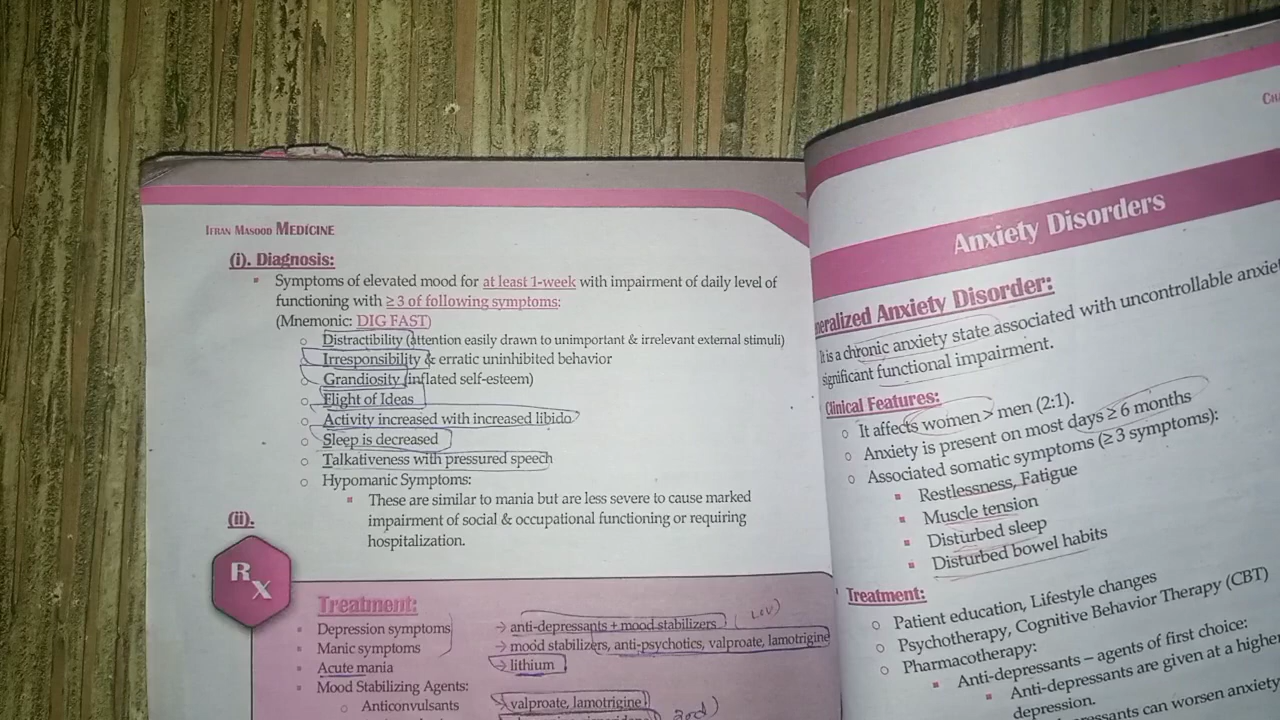 IFRAN MASOOD MEDICINE
(i). Diagnosis:
Symptoms of elevated mood for at least 1-week with impairment of daily level of
functioning with ≥ 3 of following symptoms:
(Mnemonic: DIG FAST)
Distractibility (attention easily drawn to unimportant & irrelevant external stimuli)
Irresponsibility & erratic uninhibited behavior
Grandiosity (inflated self-esteem)
Flight of Ideas
Activity increased with increased libido
Sleep is decreased
Talkativeness with pressured speech
Hypomanic Symptoms:
These are similar to mania but are less severe to cause marked
impairment of social & occupational functioning or requiring
hospitalization.
(ii).
Rx
Treatment:
Depression symptoms → anti-depressants + mood stabilizers
Manic symptoms → mood stabilizers, anti-psychotics, valproate, lamotrigine
Acute mania → lithium
Mood Stabilizing Agents:
Anticonvulsants → valproate, lamotrigine
Anxiety Disorders
neralized Anxiety Disorder:
It is a chronic anxiety state associated with uncontrollable anxiet
significant functional impairment.
Clinical Features:
It affects women > men (2:1).
Anxiety is present on most days ≥ 6 months
Associated somatic symptoms (≥ 3 symptoms):
Restlessness, Fatigue
Muscle tension
Disturbed sleep
Disturbed bowel habits
Treatment:
Patient education, Lifestyle changes
Psychotherapy, Cognitive Behavior Therapy (CBT)
Pharmacotherapy:
Anti-depressants – agents of first choice:
Anti-depressants are given at a highe
depression.
ressants can worsen anxiety